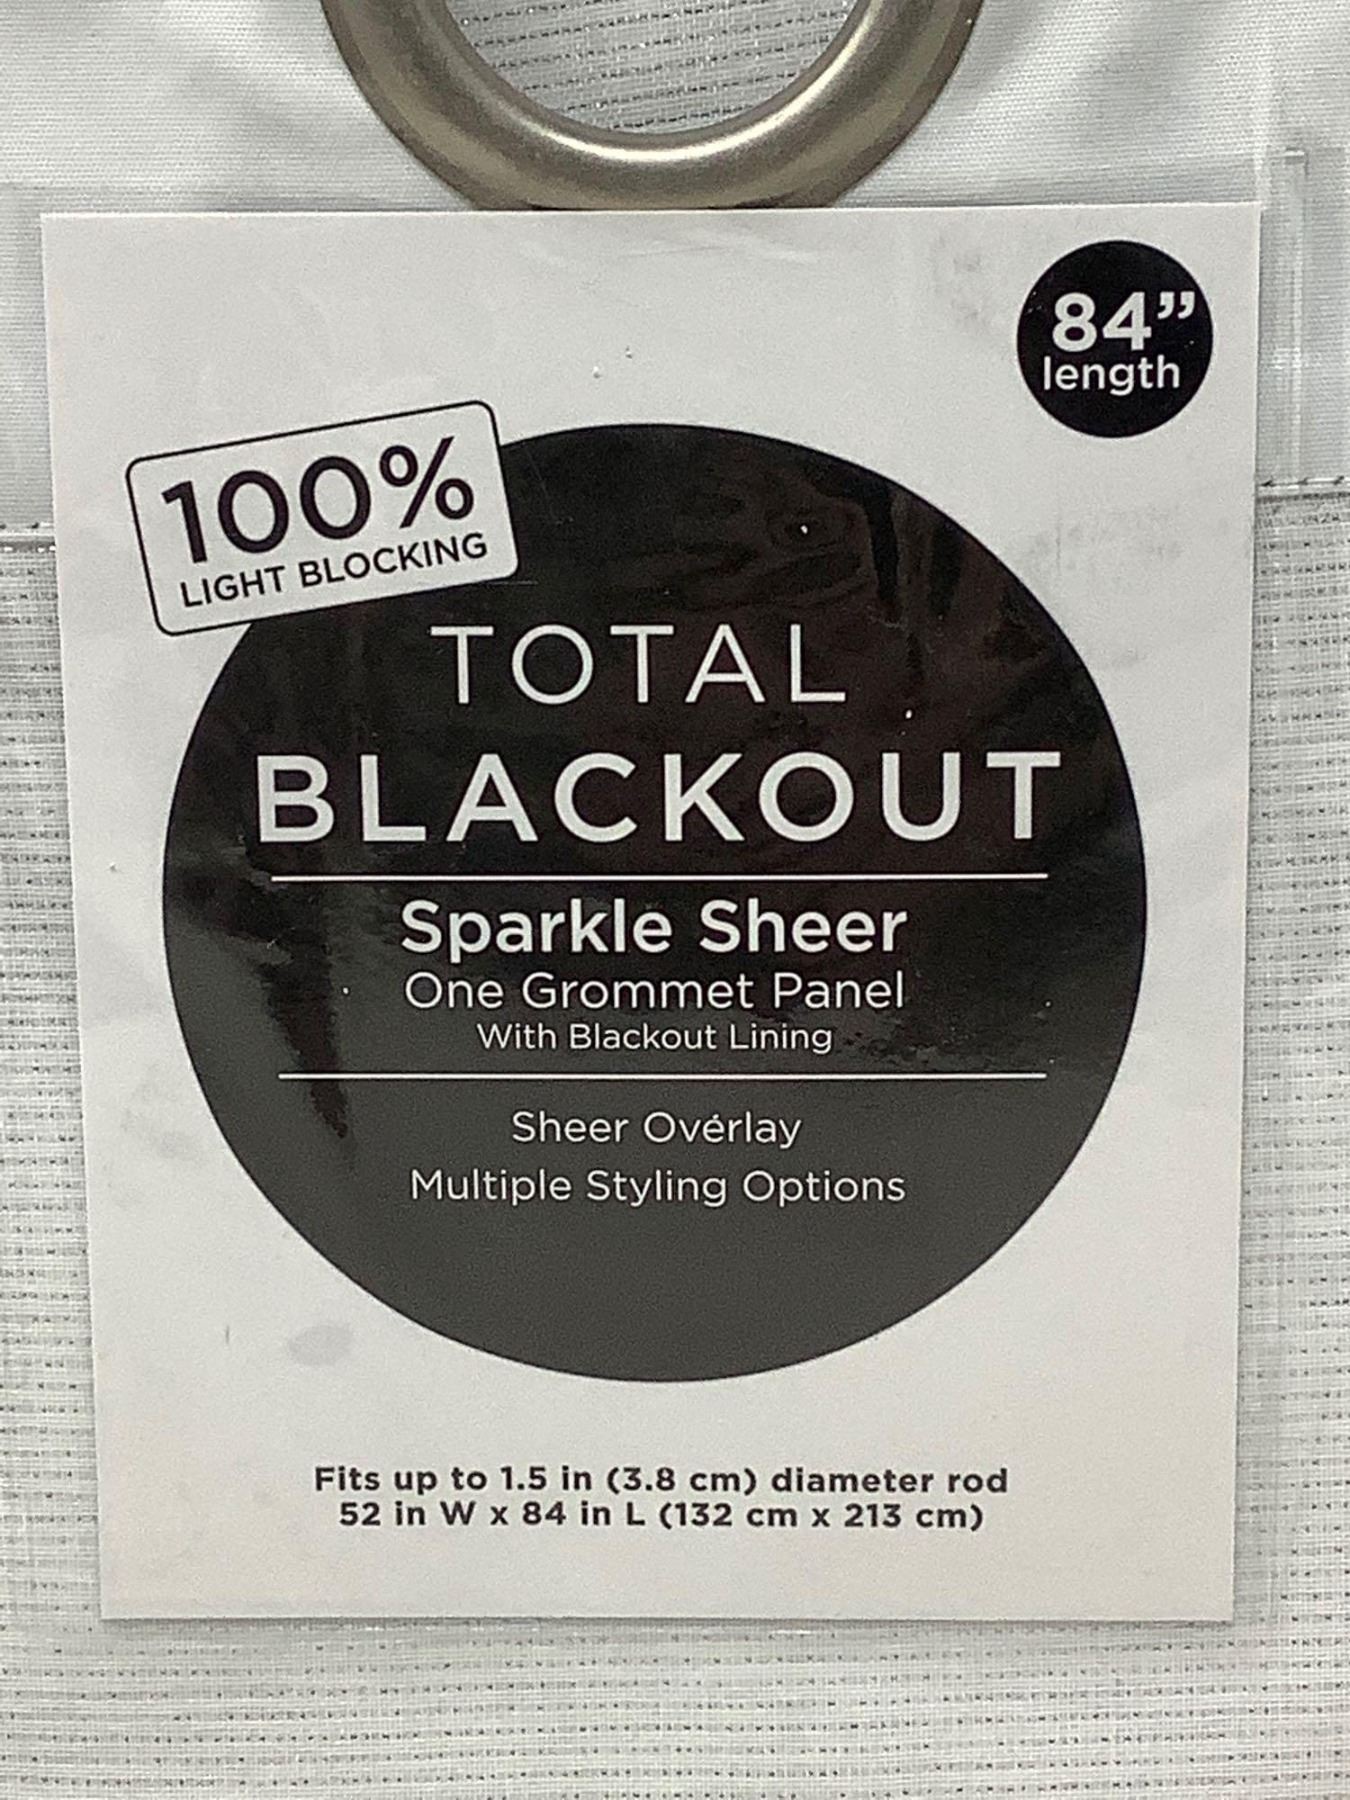 84”
length
100%
LIGHT BLOCKING
TOTAL
BLACKOUT
Sparkle Sheer
One Grommet Panel
With Blackout Lining
Sheer Overlay
Multiple Styling Options
Fits up to 1.5 in (3.8 cm) diameter rod
52 in W x 84 in L (132 cm x 213 cm)